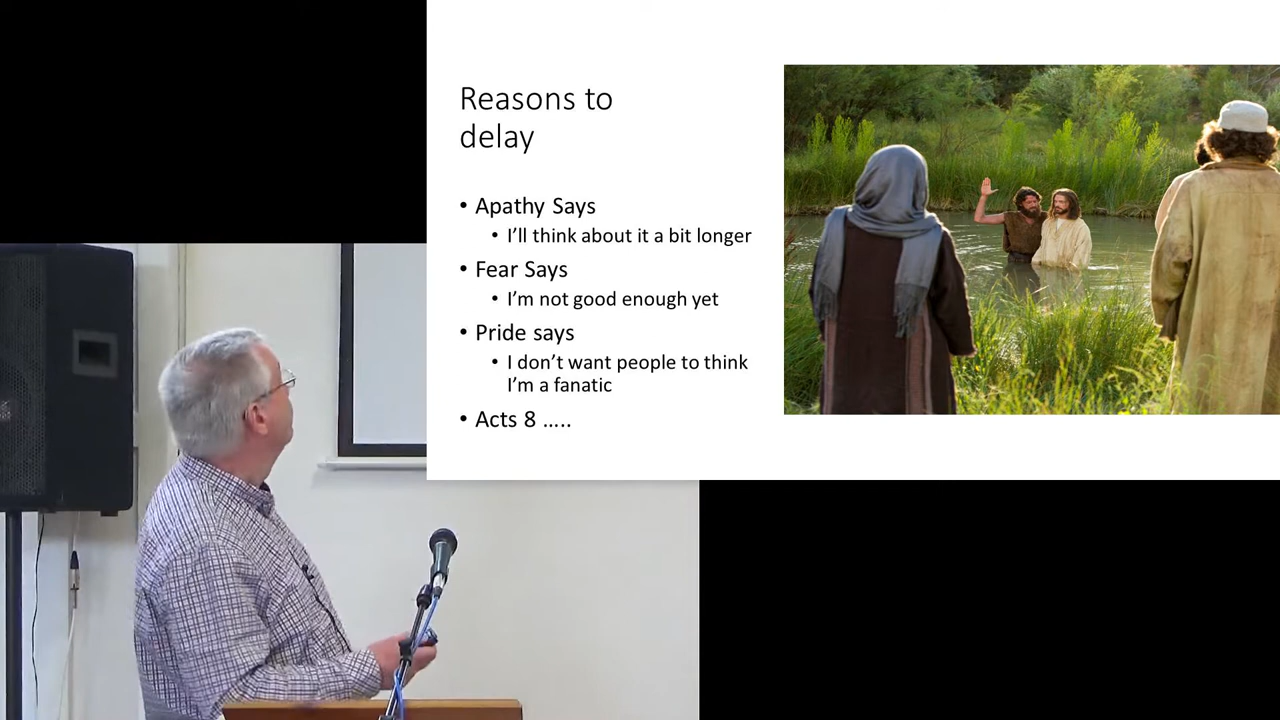 Reasons to
delay
• Apathy Says
• I’ll think about it a bit longer
• Fear Says
• I’m not good enough yet
• Pride says
• I don’t want people to think
I’m a fanatic
• Acts 8 …..